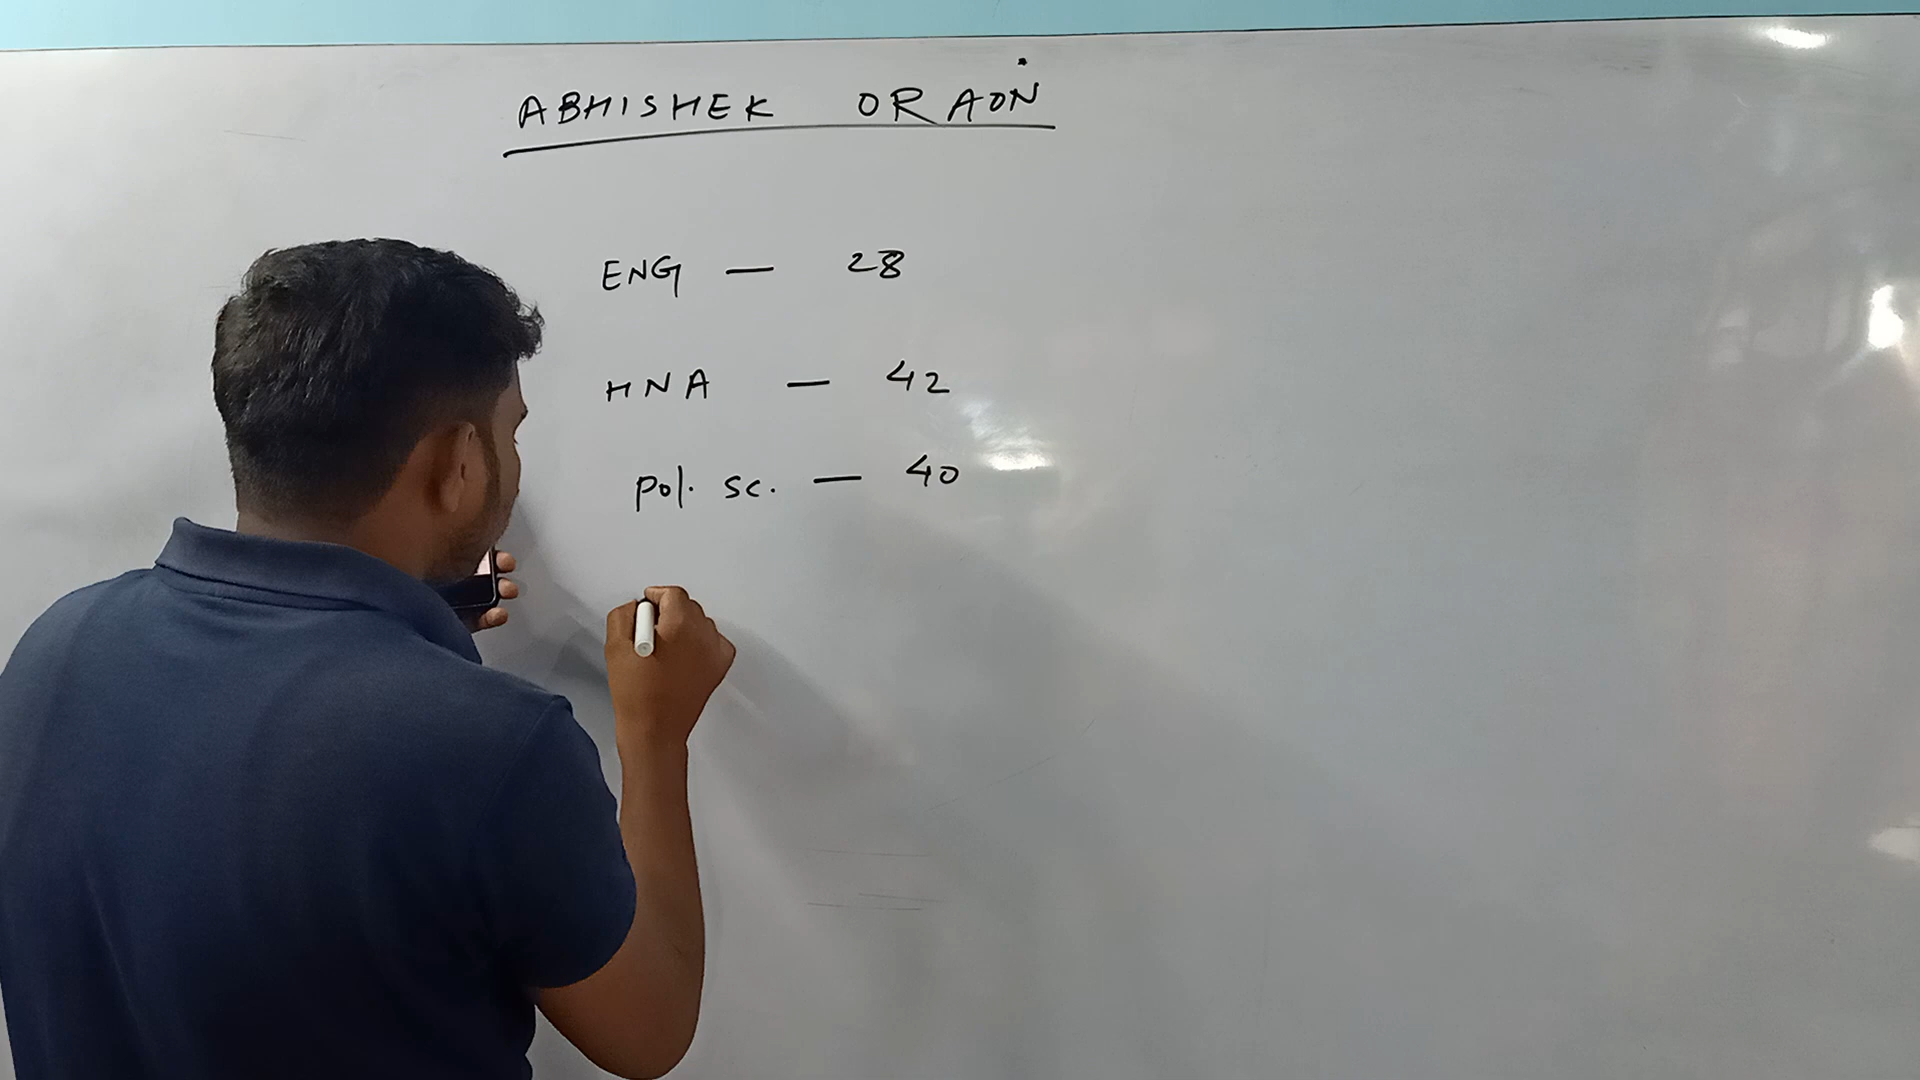 ABHISHEK ORAON
ENG — 28
HNA — 42
Pol. Sc. — 40